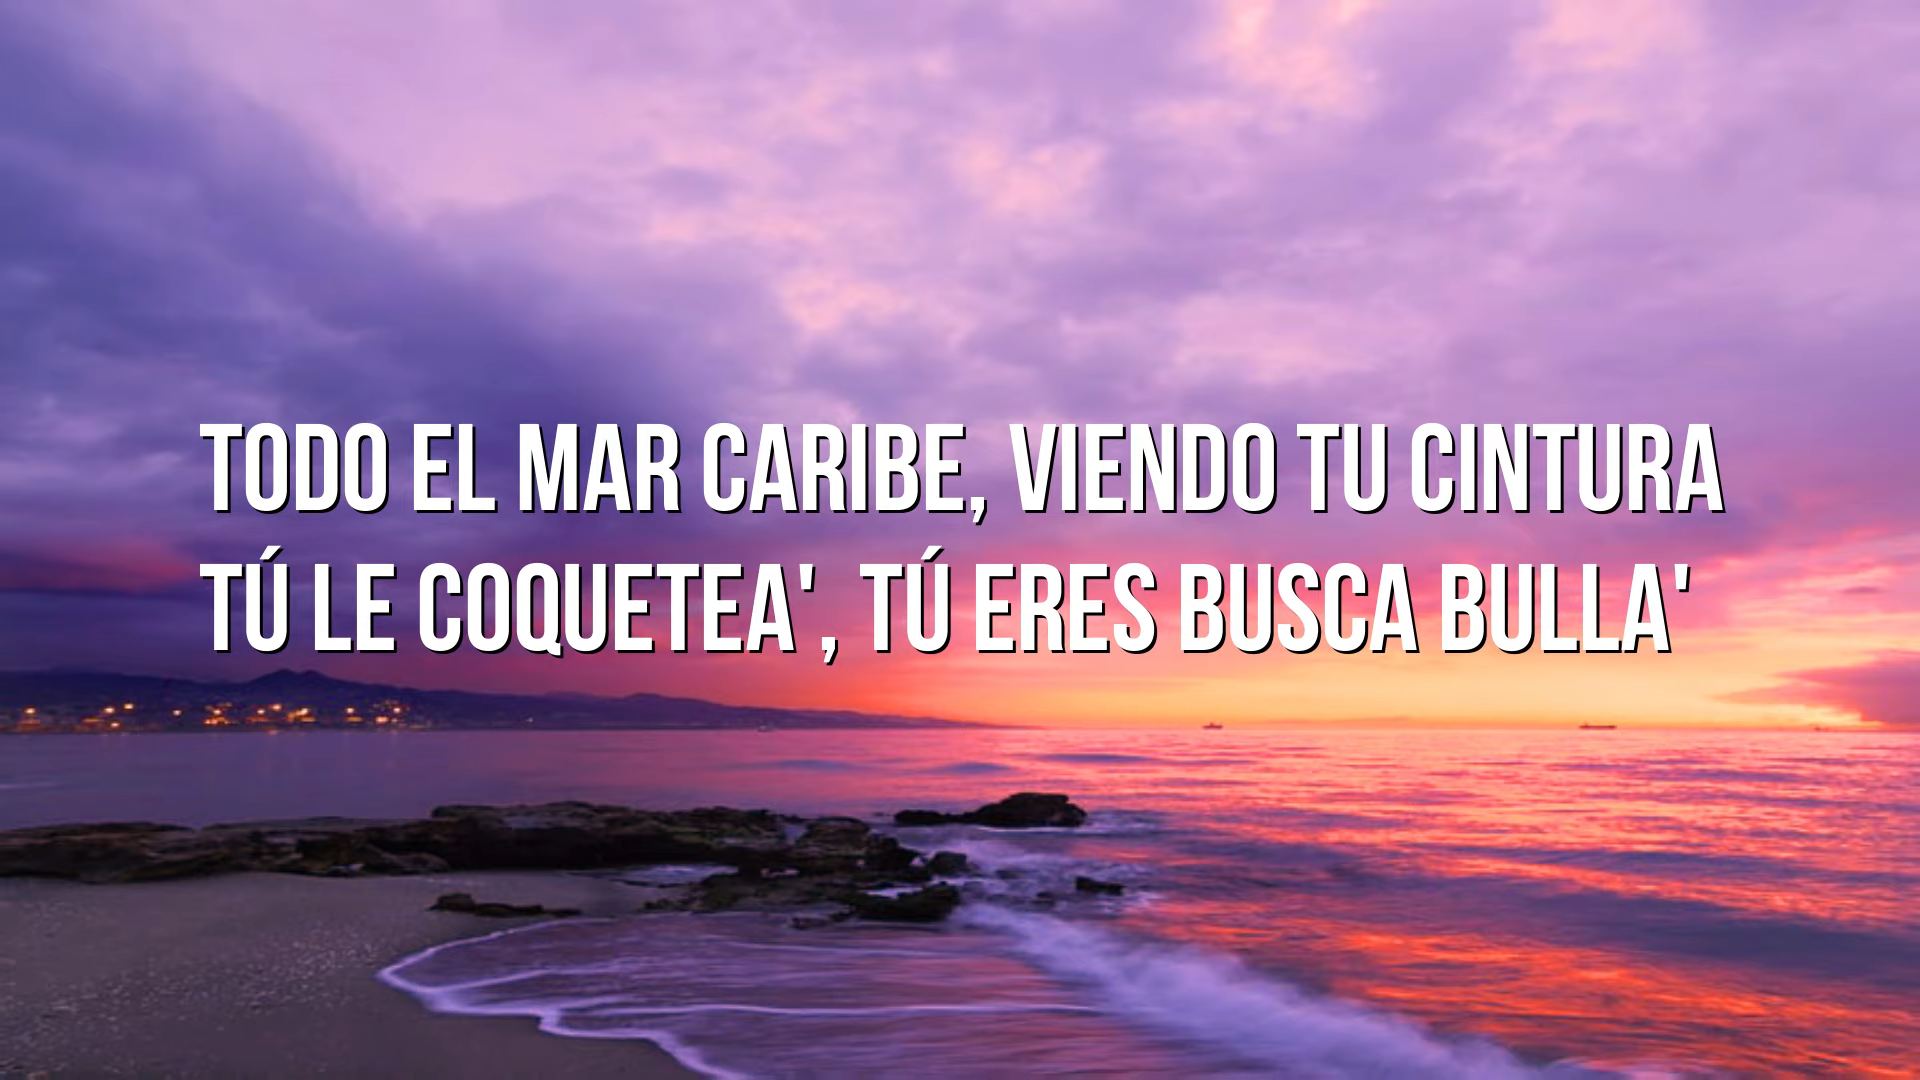 TODO EL MAR CARIBE, VIENDO TU CINTURA
TÚ LE COQUETEA', TÚ ERES BUSCA BULLA'